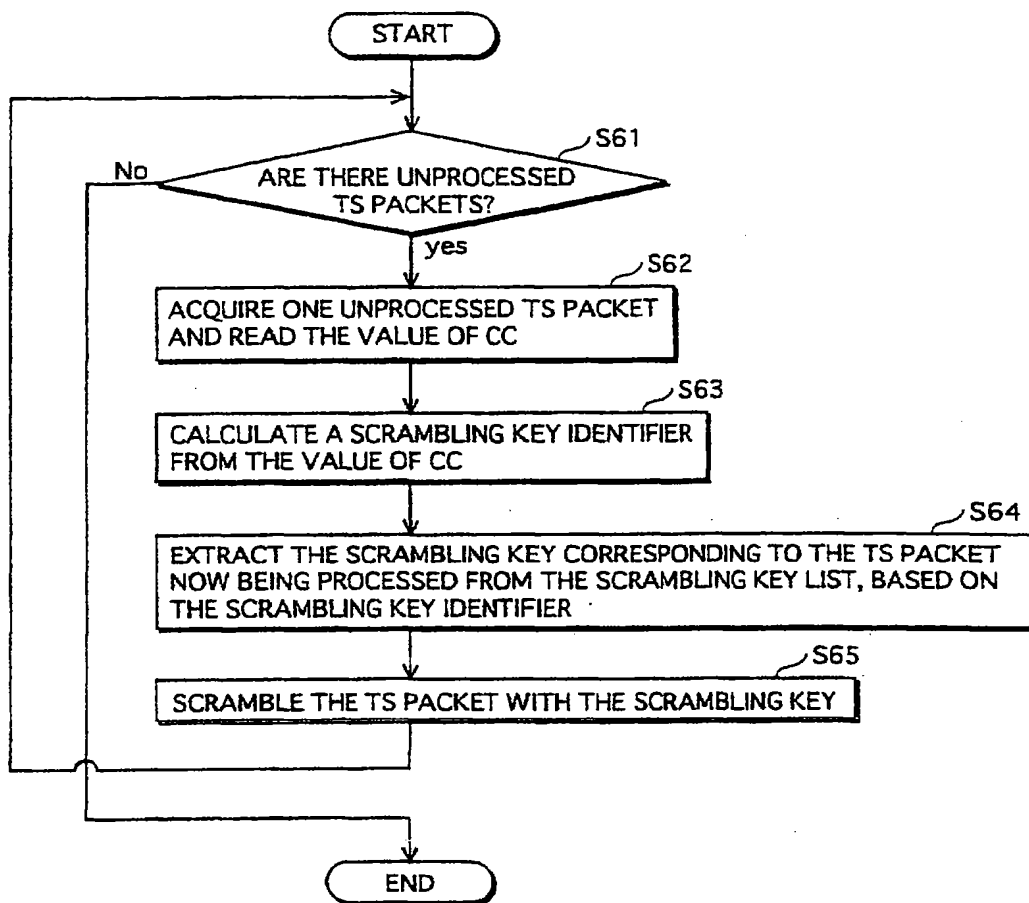 START
S61
No
ARE THERE UNPROCESSED
TS PACKETS?
yes
S62
ACQUIRE ONE UNPROCESSED TS PACKET
AND READ THE VALUE OF CC
S63
CALCULATE A SCRAMBLING KEY IDENTIFIER
FROM THE VALUE OF CC
S64
EXTRACT THE SCRAMBLING KEY CORRESPONDING TO THE TS PACKET
NOW BEING PROCESSED FROM THE SCRAMBLING KEY LIST, BASED ON
THE SCRAMBLING KEY IDENTIFIER
S65
SCRAMBLE THE TS PACKET WITH THE SCRAMBLING KEY
END